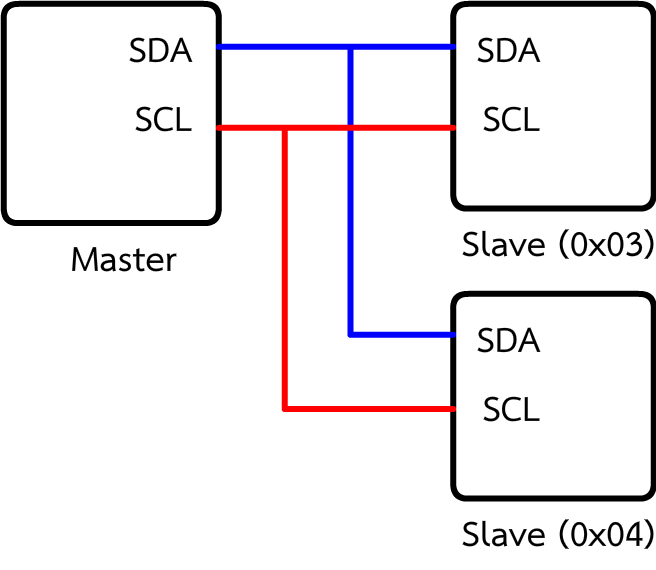 SDA
SCL
Master
SDA
SCL
Slave (0x03)
SDA
SCL
Slave (0x04)